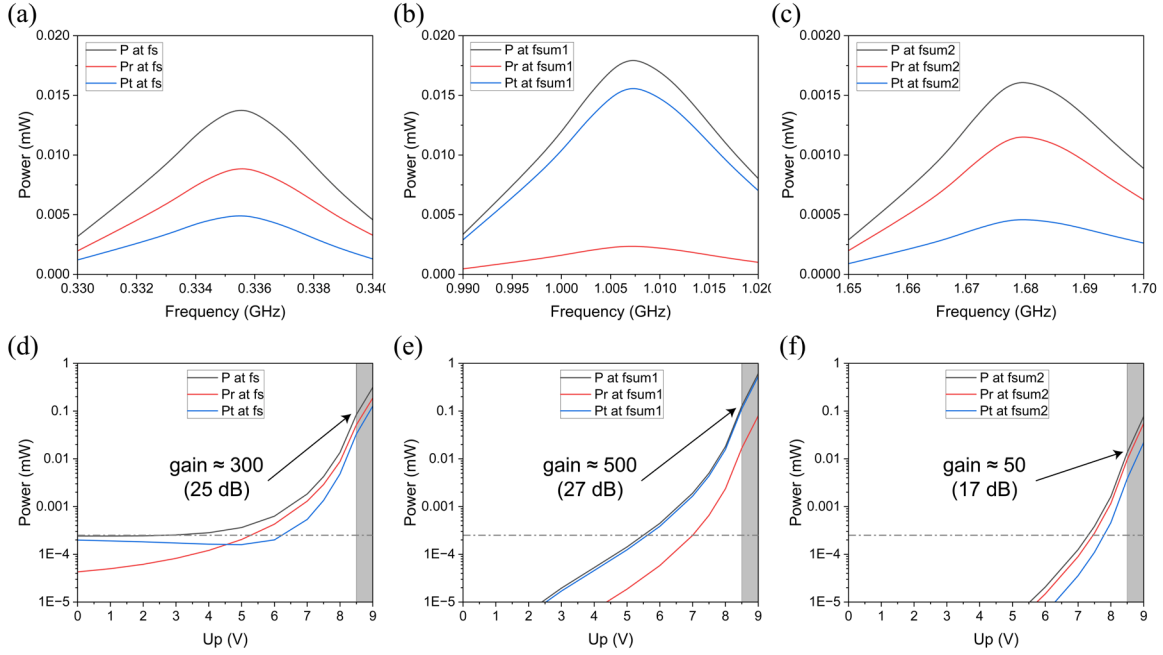 (a)
P at fs
Pr at fs
Pt at fs
Power (mW)
0.020
0.015
0.010
0.005
0.000
0.330 0.332 0.334 0.336 0.338 0.340
Frequency (GHz)
(b)
P at fsum1
Pr at fsum1
Pt at fsum1
Power (mW)
0.020
0.015
0.010
0.005
0.000
0.990 0.995 1.000 1.005 1.010 1.015 1.020
Frequency (GHz)
(c)
P at fsum2
Pr at fsum2
Pt at fsum2
Power (mW)
0.0020
0.0015
0.0010
0.0005
0.0000
1.65 1.66 1.67 1.68 1.69 1.70
Frequency (GHz)
(d)
P at fs
Pr at fs
Pt at fs
gain ≈ 300
(25 dB)
Power (mW)
1
0.1
0.01
0.001
1E-4
1E-5
0 1 2 3 4 5 6 7 8 9
Up (V)
(e)
P at fsum1
Pr at fsum1
Pt at fsum1
gain ≈ 500
(27 dB)
Power (mW)
1
0.1
0.01
0.001
1E-4
1E-5
0 1 2 3 4 5 6 7 8 9
Up (V)
(f)
P at fsum2
Pr at fsum2
Pt at fsum2
gain ≈ 50
(17 dB)
Power (mW)
1
0.1
0.01
0.001
1E-4
1E-5
0 1 2 3 4 5 6 7 8 9
Up (V)